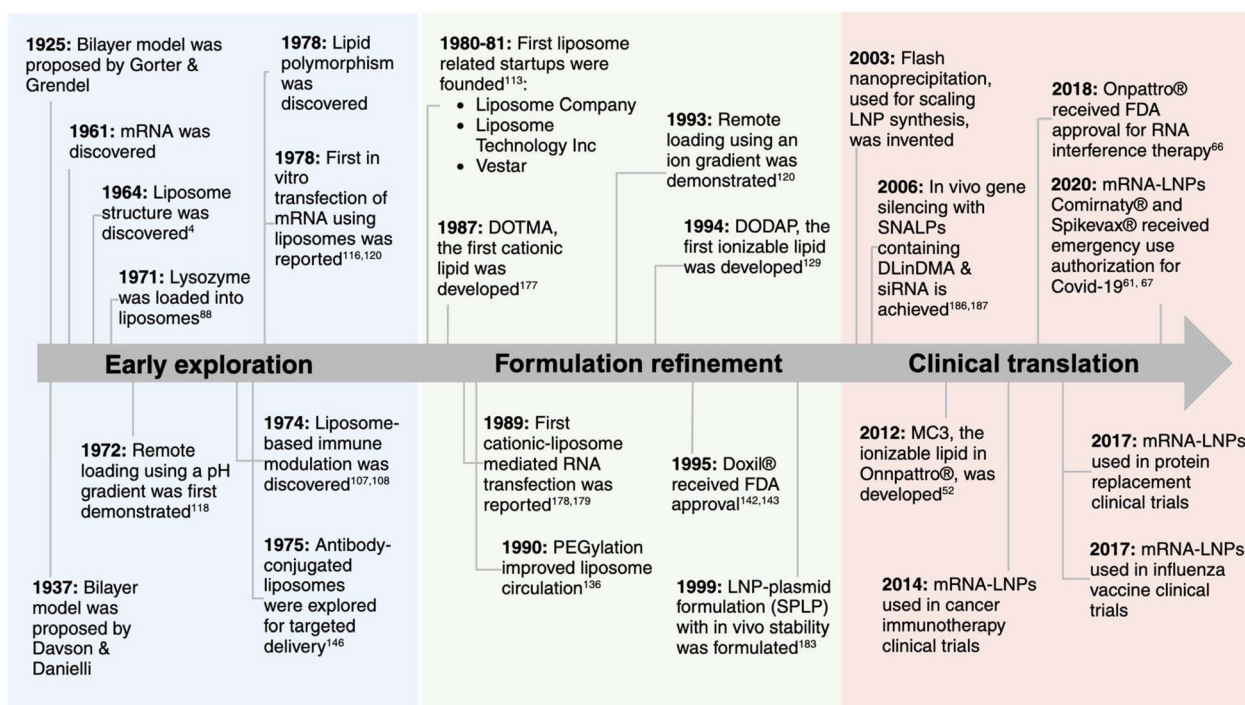 1925: Bilayer model was
proposed by Gorter &
Grendel
1961: mRNA was
discovered
1964: Liposome
structure was
discovered4
1971: Lysozyme
was loaded into
liposomes88
1978: Lipid
polymorphism
was
discovered
1978: First in
vitro
transfection of
mRNA using
liposomes was
reported116,120
1980-81: First liposome
related startups were
founded113:
• Liposome Company
• Liposome
Technology Inc
• Vestar
1987: DOTMA,
the first cationic
lipid was
developed177
1993: Remote
loading using an
ion gradient was
demonstrated120
1994: DODAP, the
first ionizable lipid
was developed129
2003: Flash
nanoprecipitation,
used for scaling
LNP synthesis,
was invented
2006: In vivo gene
silencing with
SNALPs
containing
DLinDMA &
siRNA is
achieved186,187
2018: Onpattro®
received FDA
approval for RNA
interference therapy66
2020: mRNA-LNPs
Comirnaty® and
Spikevax® received
emergency use
authorization for
Covid-1961, 67
Early exploration
Formulation refinement
Clinical translation
1972: Remote
loading using a pH
gradient was first
demonstrated118
1937: Bilayer
model was
proposed by
Davson &
Danielli
1974: Liposome-
based immune
modulation was
discovered107,108
1975: Antibody-
conjugated
liposomes
were explored
for targeted
delivery146
1989: First
cationic-liposome
mediated RNA
transfection was
reported178,179
1990: PEGylation
improved liposome
circulation136
1995: Doxil®
received FDA
approval142,143
1999: LNP-plasmid
formulation (SPLP)
with in vivo stability
was formulated183
2012: MC3, the
ionizable lipid in
Onnpattro®, was
developed52
2014: mRNA-LNPs
used in cancer
immunotherapy
clinical trials
2017: mRNA-LNPs
used in protein
replacement
clinical trials
2017: mRNA-LNPs
used in influenza
vaccine clinical
trials